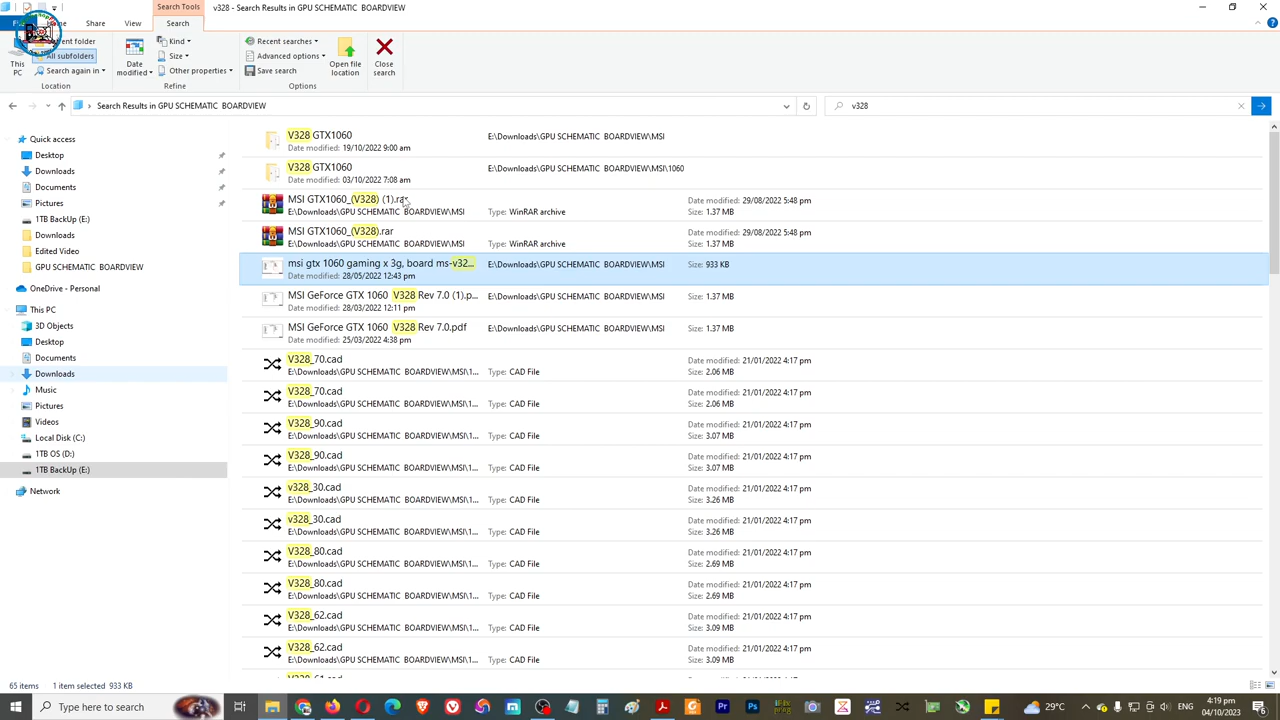 Search Tools
v328 - Search Results in GPU SCHEMATIC BOARDVIEW
Share
View
Search
This PC
All subfolders
Search again in
Location
Date modified
Kind
Size
Other properties
Refine
Recent searches
Advanced options
Save search
Options
Open file location
Close search
Search Results in GPU SCHEMATIC BOARDVIEW
v328
Quick access
Desktop
Downloads
Documents
Pictures
1TB BackUp (E:)
Downloads
Edited Video
GPU SCHEMATIC BOARDVIEW
OneDrive - Personal
This PC
3D Objects
Desktop
Documents
Downloads
Music
Pictures
Videos
Local Disk (C:)
1TB OS (D:)
1TB BackUp (E:)
Network
V328 GTX1060 E:\Downloads\GPU SCHEMATIC BOARDVIEW\MSI
Date modified: 19/10/2022 9:00 am
V328 GTX1060 E:\Downloads\GPU SCHEMATIC BOARDVIEW\MSI\1060
Date modified: 03/10/2022 7:08 am
MSI GTX1060_(V328) (1).rar Date modified: 29/08/2022 5:48 pm
E:\Downloads\GPU SCHEMATIC BOARDVIEW\MSI Type: WinRAR archive Size: 1.37 MB
MSI GTX1060_(V328).rar Date modified: 29/08/2022 5:48 pm
E:\Downloads\GPU SCHEMATIC BOARDVIEW\MSI Type: WinRAR archive Size: 1.37 MB
msi gtx 1060 gaming x 3g, board ms-v32... E:\Downloads\GPU SCHEMATIC BOARDVIEW\MSI Size: 933 KB
Date modified: 28/05/2022 12:43 pm
MSI GeForce GTX 1060 V328 Rev 7.0 (1).p... E:\Downloads\GPU SCHEMATIC BOARDVIEW\MSI Size: 1.37 MB
Date modified: 28/03/2022 12:11 pm
MSI GeForce GTX 1060 V328 Rev 7.0.pdf E:\Downloads\GPU SCHEMATIC BOARDVIEW\MSI Size: 1.37 MB
Date modified: 25/03/2022 4:38 pm
V328_70.cad Date modified: 21/01/2022 4:17 pm
E:\Downloads\GPU SCHEMATIC BOARDVIEW\MSI\1... Type: CAD File Size: 2.06 MB
V328_70.cad Date modified: 21/01/2022 4:17 pm
E:\Downloads\GPU SCHEMATIC BOARDVIEW\MSI\1... Type: CAD File Size: 2.06 MB
V328_90.cad Date modified: 21/01/2022 4:17 pm
E:\Downloads\GPU SCHEMATIC BOARDVIEW\MSI\1... Type: CAD File Size: 3.07 MB
V328_90.cad Date modified: 21/01/2022 4:17 pm
E:\Downloads\GPU SCHEMATIC BOARDVIEW\MSI\1... Type: CAD File Size: 3.07 MB
v328_30.cad Date modified: 21/01/2022 4:17 pm
E:\Downloads\GPU SCHEMATIC BOARDVIEW\MSI\1... Type: CAD File Size: 3.26 MB
v328_30.cad Date modified: 21/01/2022 4:17 pm
E:\Downloads\GPU SCHEMATIC BOARDVIEW\MSI\1... Type: CAD File Size: 3.26 MB
V328_80.cad Date modified: 21/01/2022 4:17 pm
E:\Downloads\GPU SCHEMATIC BOARDVIEW\MSI\1... Type: CAD File Size: 2.69 MB
V328_80.cad Date modified: 21/01/2022 4:17 pm
E:\Downloads\GPU SCHEMATIC BOARDVIEW\MSI\1... Type: CAD File Size: 2.69 MB
V328_62.cad Date modified: 21/01/2022 4:17 pm
E:\Downloads\GPU SCHEMATIC BOARDVIEW\MSI\1... Type: CAD File Size: 3.09 MB
V328_62.cad Date modified: 21/01/2022 4:17 pm
E:\Downloads\GPU SCHEMATIC BOARDVIEW\MSI\1... Type: CAD File Size: 3.09 MB
65 items 1 item selected 933 KB
Type here to search
29°C
ENG
4:19 pm
04/10/2023